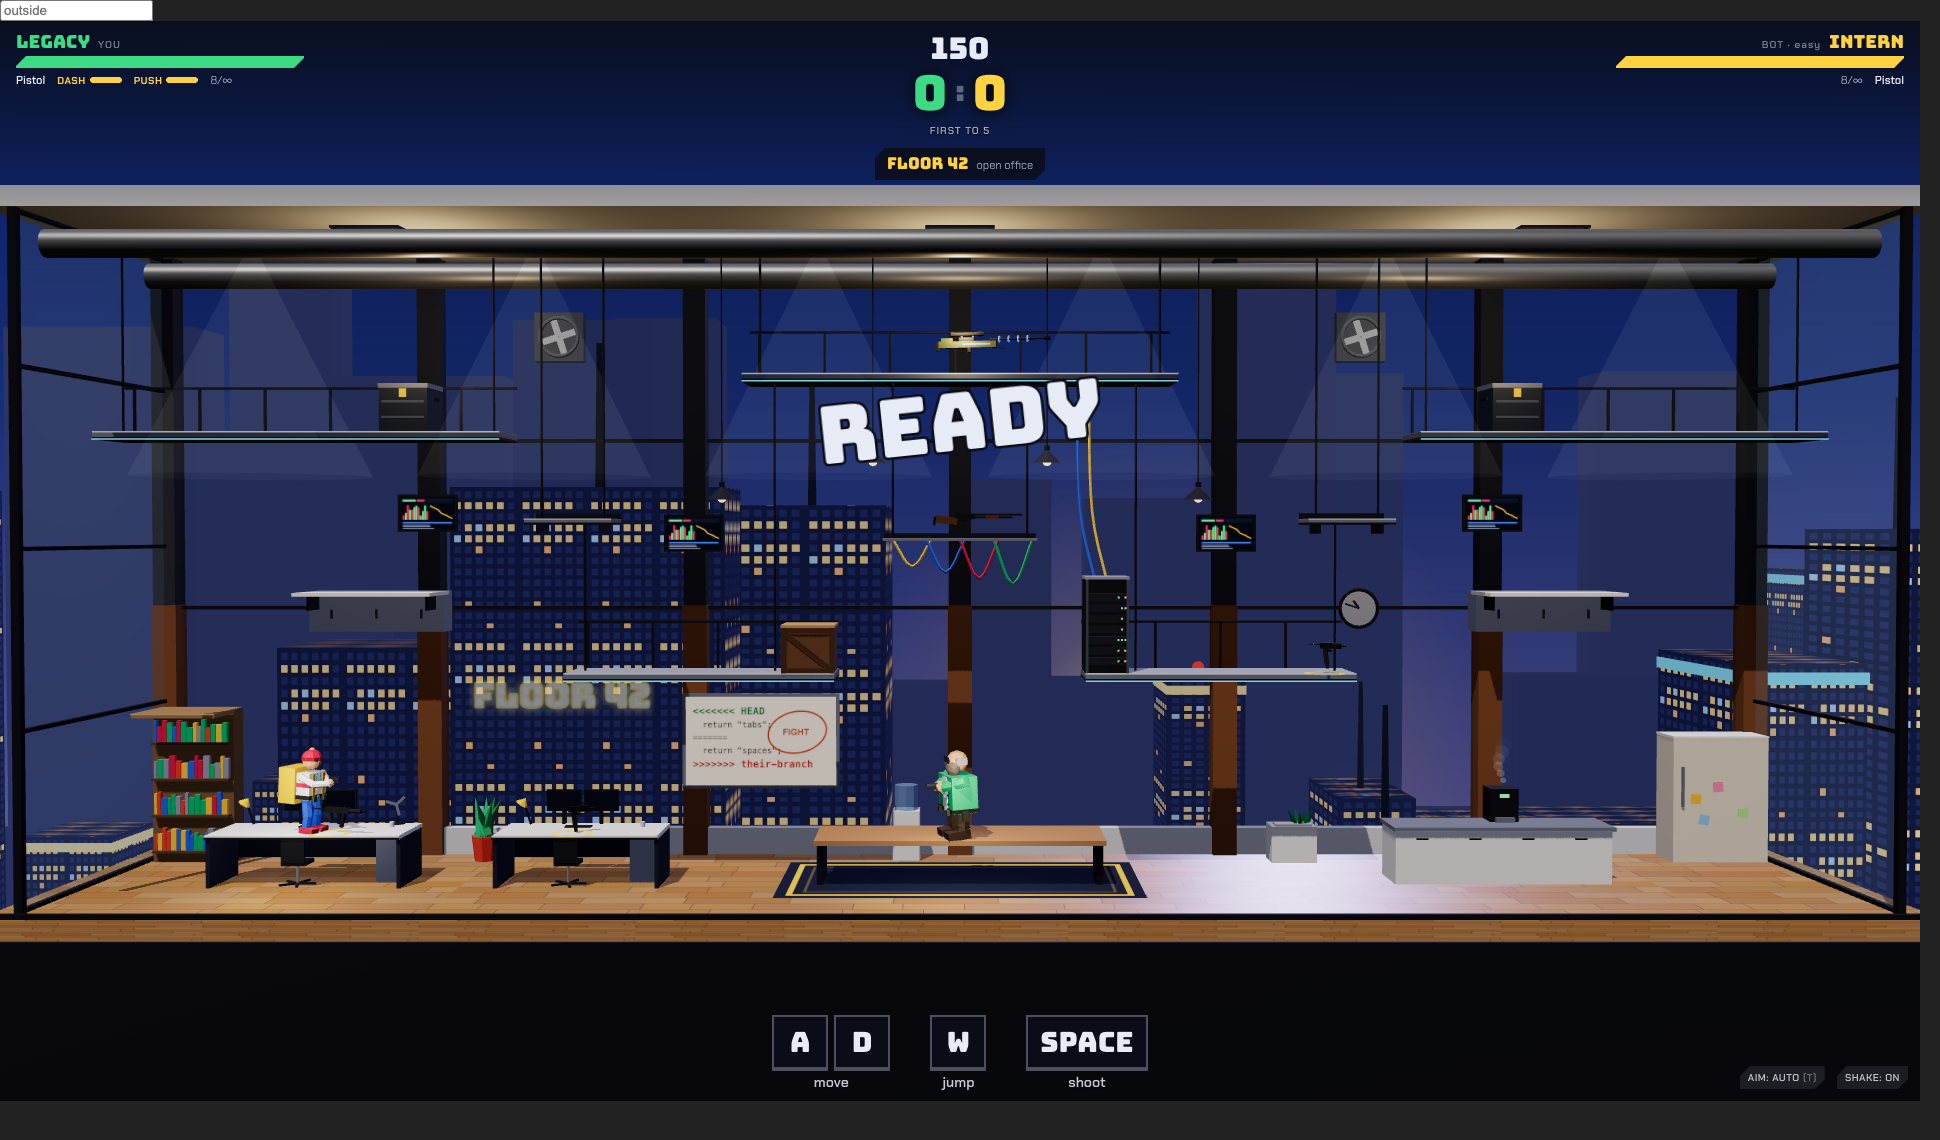 outside
LEGACY YOU
Pistol DASH PUSH 8/∞
150
0 : 0
FIRST TO 5
FLOOR 42 open office
BOT · easy INTERN
8/∞ Pistol
READY
FLOOR 42
<<<<<<< HEAD
return "tabs";
=======
return "spaces";
>>>>>>> their-branch
FIGHT
A D W SPACE
move jump shoot
AIM: AUTO [T] SHAKE: ON